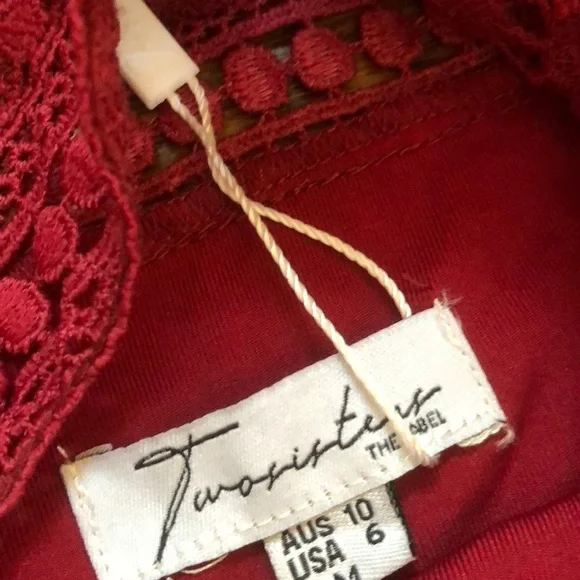 Twosisters
THE LABEL
AUS 10
USA 6
M